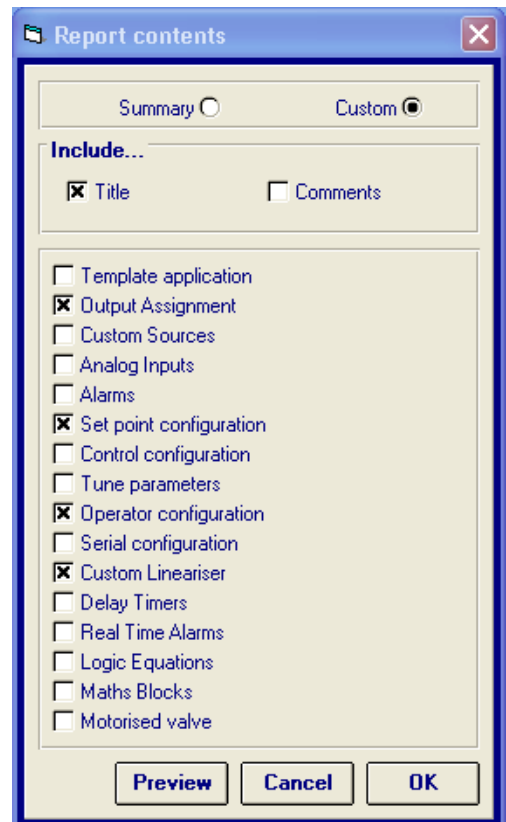 Report contents
Summary Custom
Include...
Title Comments
Template application
Output Assignment
Custom Sources
Analog Inputs
Alarms
Set point configuration
Control configuration
Tune parameters
Operator configuration
Serial configuration
Custom Lineariser
Delay Timers
Real Time Alarms
Logic Equations
Maths Blocks
Motorised valve
Preview Cancel OK